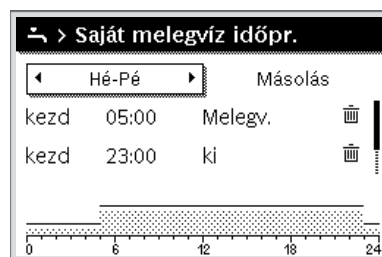 > Saját melegvíz időpr.
Hé-Pé Másolás
kezd 05:00 Melegv.
kezd 23:00 ki
0 6 12 18 24